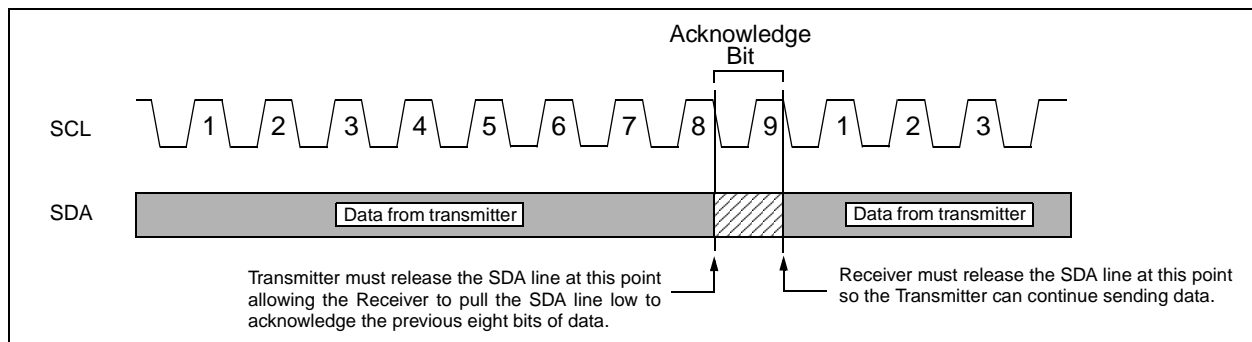 Acknowledge
Bit
SCL
1 2 3 4 5 6 7 8 9 1 2 3
SDA
Data from transmitter
Data from transmitter
Transmitter must release the SDA line at this point
allowing the Receiver to pull the SDA line low to
acknowledge the previous eight bits of data.
Receiver must release the SDA line at this point
so the Transmitter can continue sending data.